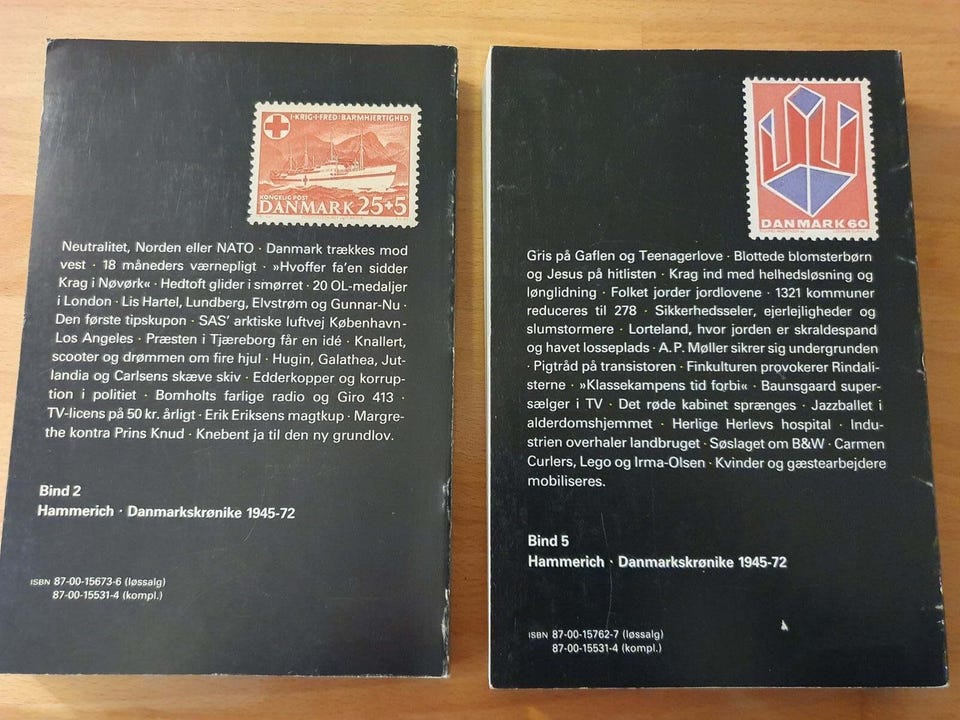 I·KRIG·I·FRED: BARMHJERTIGHED
KONGELIG POST
DANMARK 25+5
Neutralitet, Norden eller NATO · Danmark trækkes mod
vest · 18 måneders værnepligt · »Hvoffer fa'en sidder
Krag i Nøvørk« · Hedtoft glider i smørret · 20 OL-medaljer
i London · Lis Hartel, Lundberg, Elvstrøm og Gunnar-Nu ·
Den første tipskupon · SAS' arktiske luftvej København-
Los Angeles · Præsten i Tjæreborg får en idé · Knallert,
scooter og drømmen om fire hjul · Hugin, Galathea, Jut-
landia og Carlsens skæve skiv · Edderkopper og korrup-
tion i politiet · Bomholts farlige radio og Giro 413 ·
TV-licens på 50 kr. årligt · Erik Eriksens magtkup · Margre-
the kontra Prins Knud · Knebent ja til den ny grundlov.
Bind 2
Hammerich · Danmarkskrønike 1945-72
ISBN 87-00-15673-6 (løssalg)
87-00-15531-4 (kompl.)
DANMARK 60
Gris på Gaflen og Teenagerlove · Blottede blomsterbørn
og Jesus på hitlisten · Krag ind med helhedsløsning og
lønglidning · Folket jorder jordlovene · 1321 kommuner
reduceres til 278 · Sikkerhedsseler, ejerlejligheder og
slumstormere · Lorteland, hvor jorden er skraldespand
og havet losseplads · A.P. Møller sikrer sig undergrunden
· Pigtråd på transistoren · Finkulturen provokerer Rindali-
sterne · »Klassekampens tid forbi« · Baunsgaard super-
sælger i TV · Det røde kabinet sprænges · Jazzballet i
alderdomshjemmet · Herlige Herlevs hospital · Indu-
strien overhaler landbruget · Søslaget om B&W · Carmen
Curlers, Lego og Irma-Olsen · Kvinder og gæstearbejdere
mobiliseres.
Bind 5
Hammerich · Danmarkskrønike 1945-72
ISBN 87-00-15762-7 (løssalg)
87-00-15531-4 (kompl.)